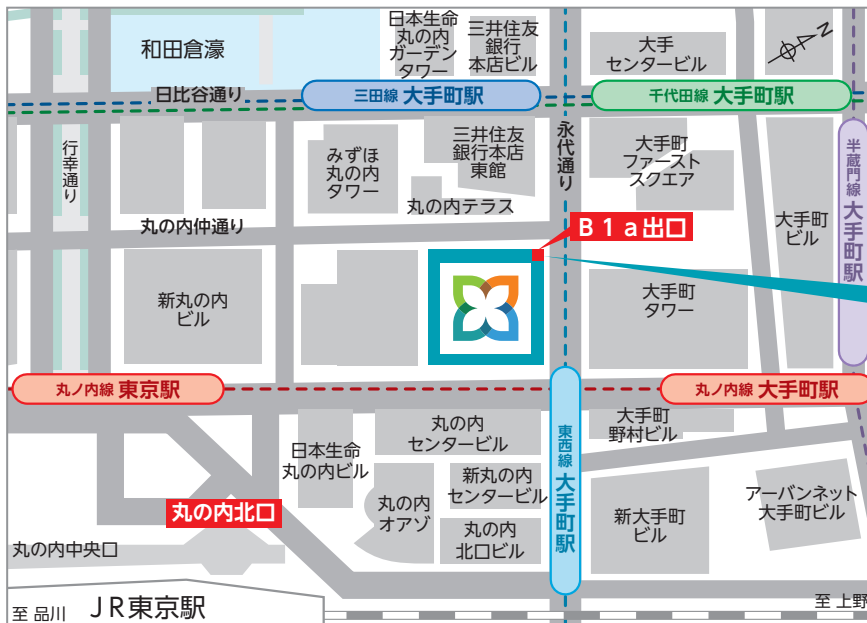 日本生命
丸の内
ガーデン
タワー
三井住友
銀行
本店ビル
大手
センタービル
N
和田倉濠
日比谷通り
三田線 大手町駅
千代田線 大手町駅
行幸通り
みずほ
丸の内
タワー
三井住友
銀行本店
東館
永代通り
大手町
ファースト
スクエア
半蔵門線 大手町駅
丸の内テラス
丸の内仲通り
B1a出口
大手町
ビル
新丸の内
ビル
大手町
タワー
丸ノ内線 東京駅
丸ノ内線 大手町駅
日本生命
丸の内ビル
丸の内
センタービル
東西線 大手町駅
大手町
野村ビル
丸の内
オアゾ
新丸の内
センタービル
丸の内北口
丸の内
北口ビル
新大手町
ビル
アーバンネット
大手町ビル
丸の内中央口
至 品川
JR東京駅
至 上野